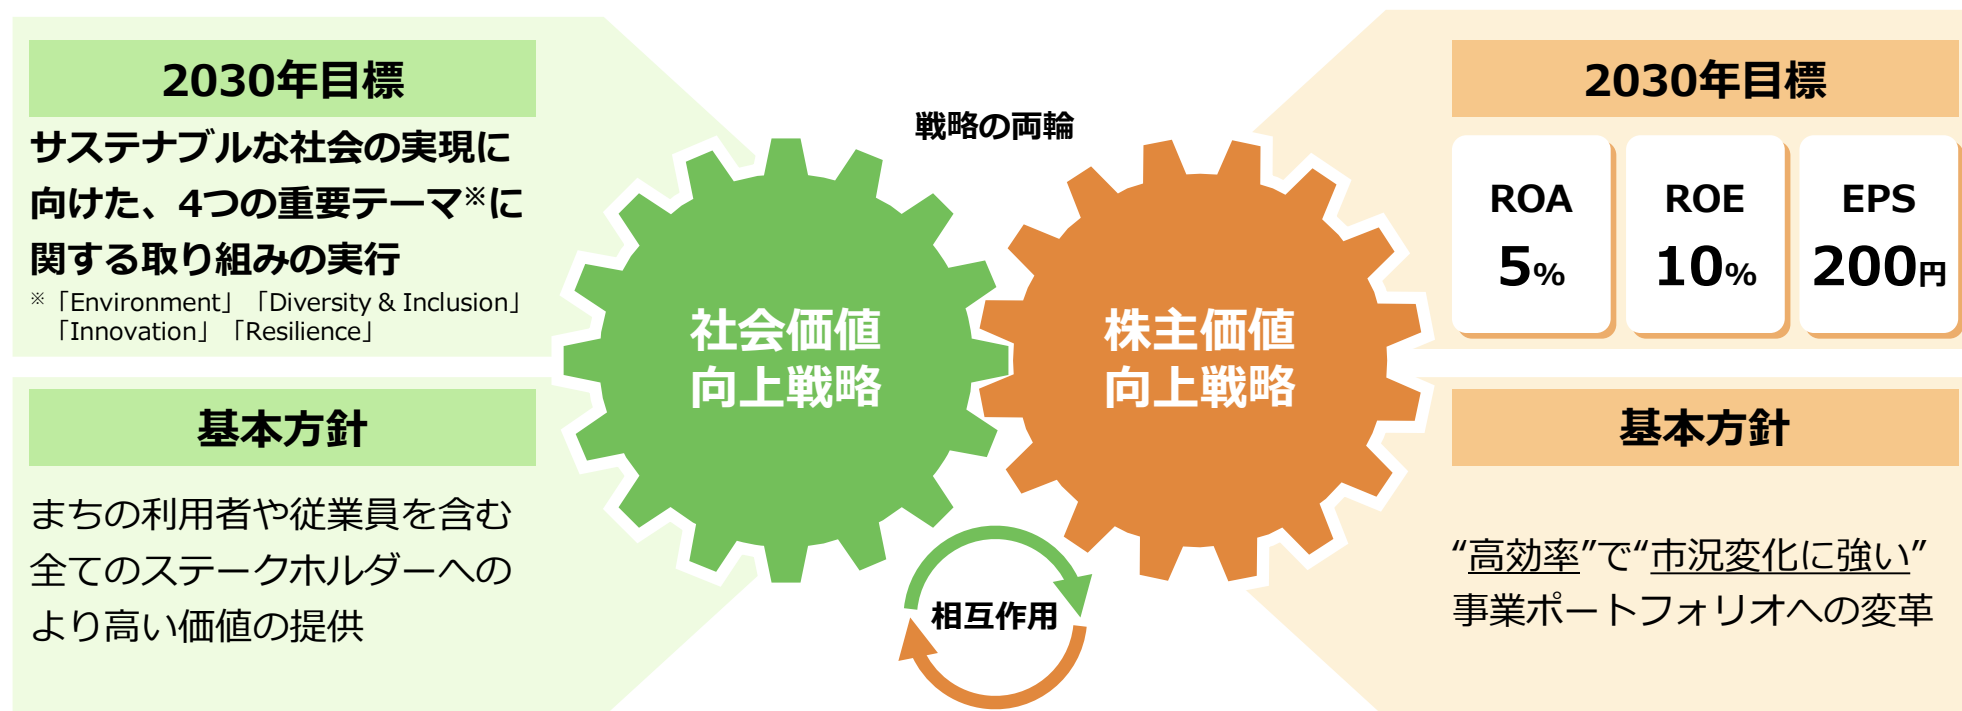 2030年目標
サステナブルな社会の実現に
向けた、4つの重要テーマ※に
関する取り組みの実行
※「Environment」「Diversity & Inclusion」
「Innovation」「Resilience」
基本方針
まちの利用者や従業員を含む
全てのステークホルダーへの
より高い価値の提供
戦略の両輪
社会価値
向上戦略
株主価値
向上戦略
相互作用
2030年目標
ROA
5%
ROE
10%
EPS
200円
基本方針
“高効率”で“市況変化に強い”
事業ポートフォリオへの変革